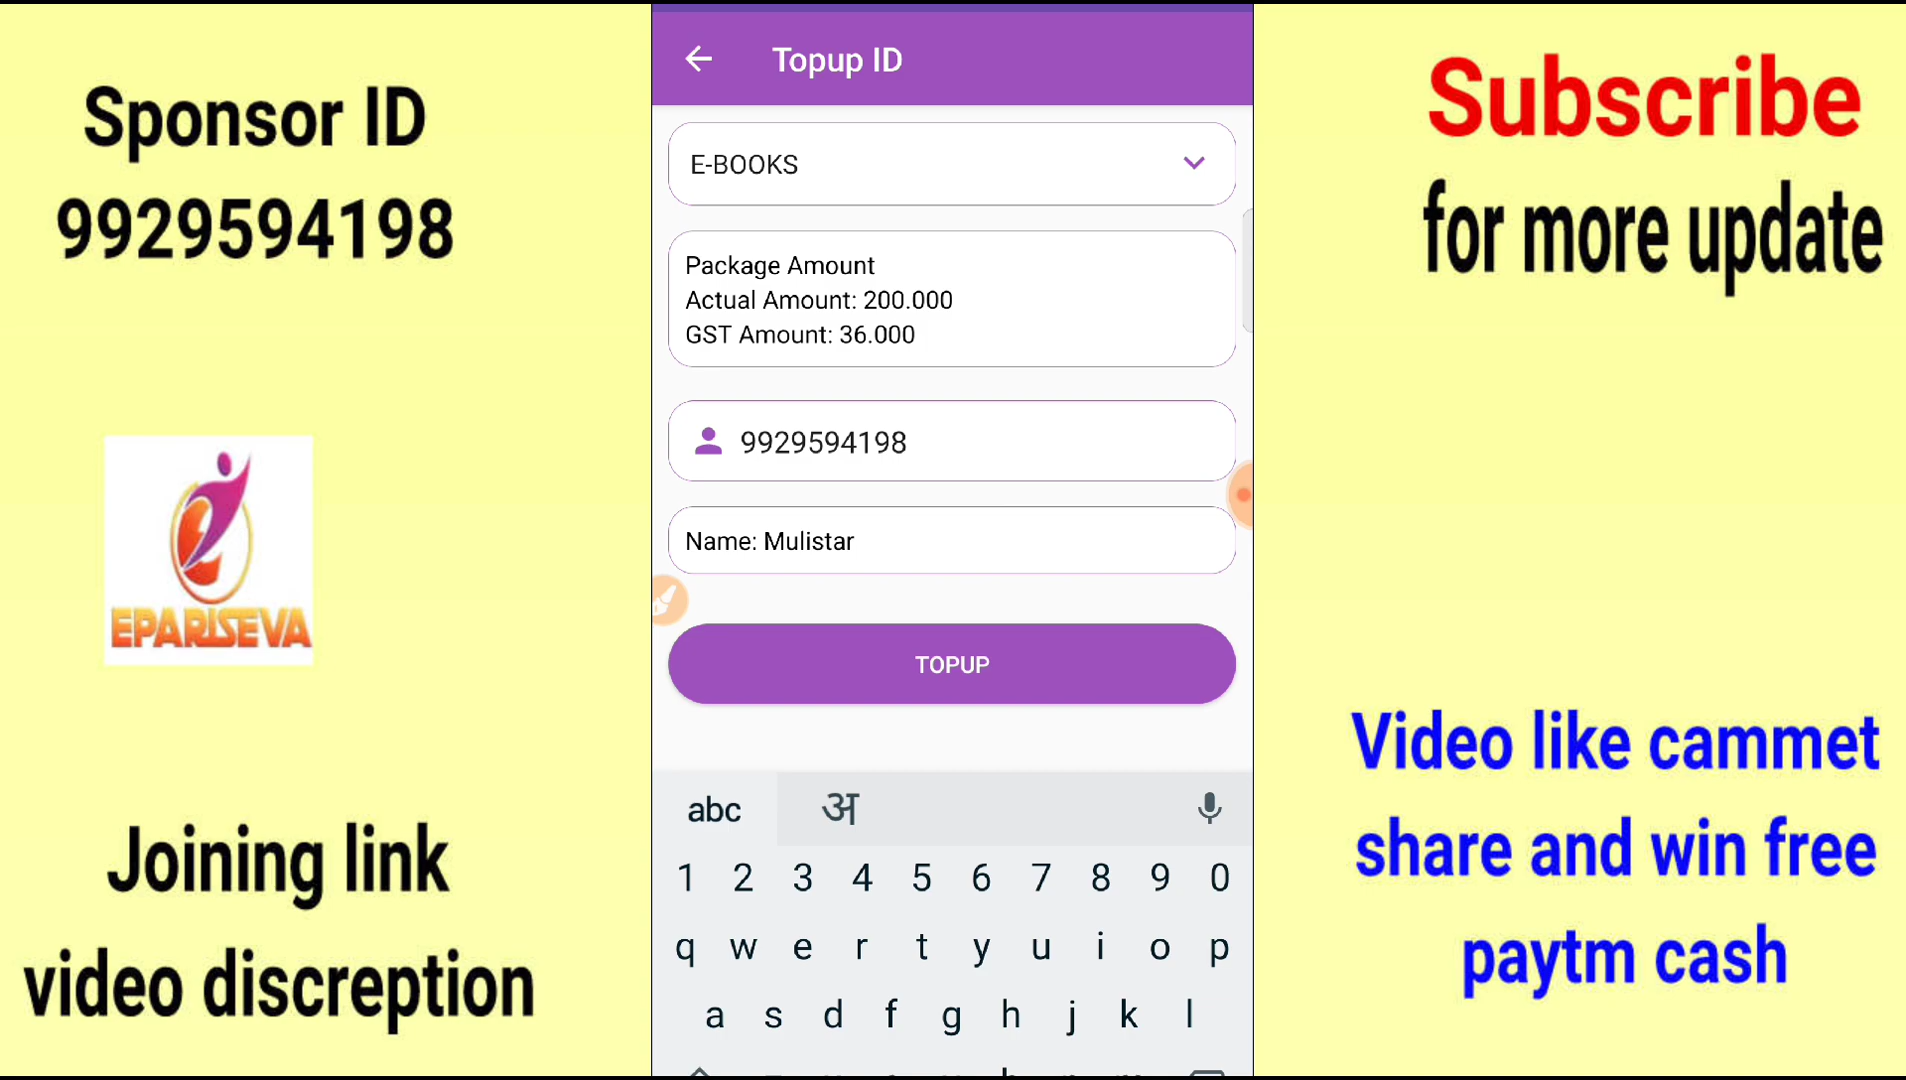 Sponsor ID
9929594198
EPARISEVA
Joining link
video discreption
Topup ID
E-BOOKS
Package Amount
Actual Amount: 200.000
GST Amount: 36.000
9929594198
Name: Mulistar
TOPUP
abc अ
1 2 3 4 5 6 7 8 9 0
q w e r t y u i o p
a s d f g h j k l
Subscribe
for more update
Video like cammet
share and win free
paytm cash